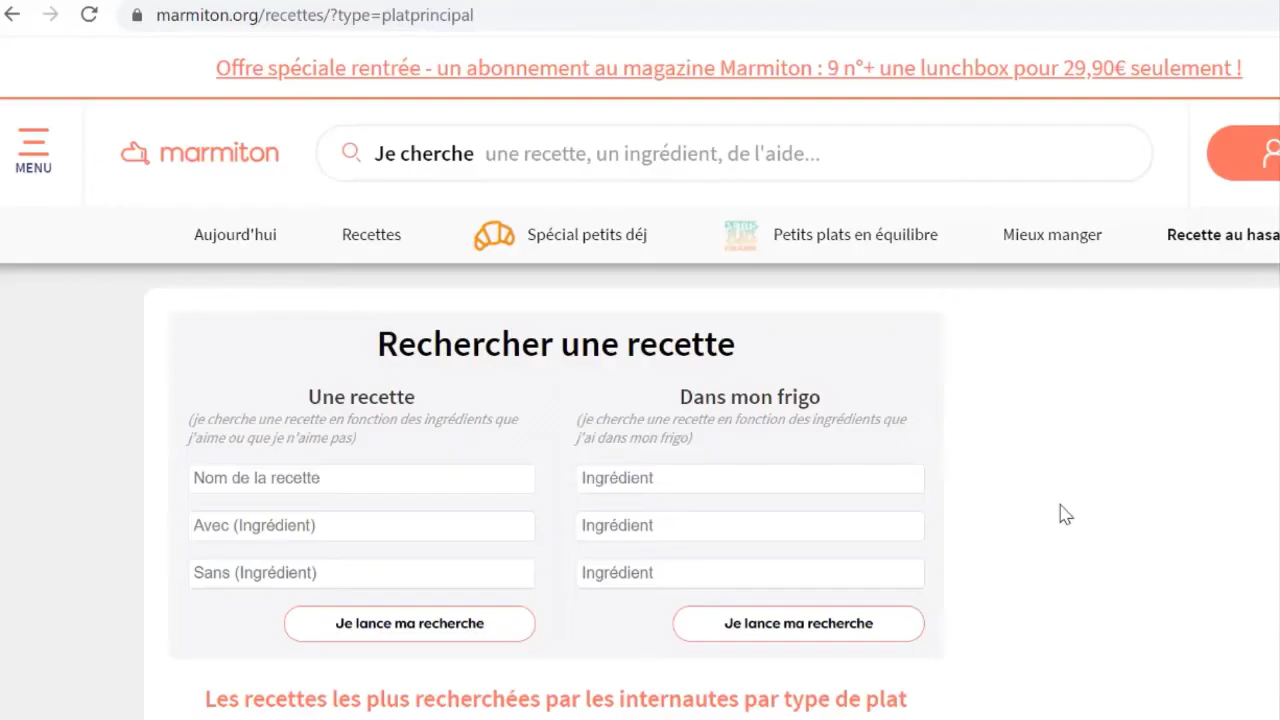 marmiton.org/recettes/?type=platprincipal
Offre spéciale rentrée - un abonnement au magazine Marmiton : 9 n°+ une lunchbox pour 29,90€ seulement !
MENU
marmiton
Je cherche une recette, un ingrédient, de l'aide...
Aujourd'hui
Recettes
Spécial petits déj
Petits plats en équilibre
Mieux manger
Recette au hasa
Rechercher une recette
Une recette
(je cherche une recette en fonction des ingrédients que
j'aime ou que je n'aime pas)
Nom de la recette
Avec (Ingrédient)
Sans (Ingrédient)
Je lance ma recherche
Dans mon frigo
(je cherche une recette en fonction des ingrédients que
j'ai dans mon frigo)
Ingrédient
Ingrédient
Ingrédient
Je lance ma recherche
Les recettes les plus recherchées par les internautes par type de plat